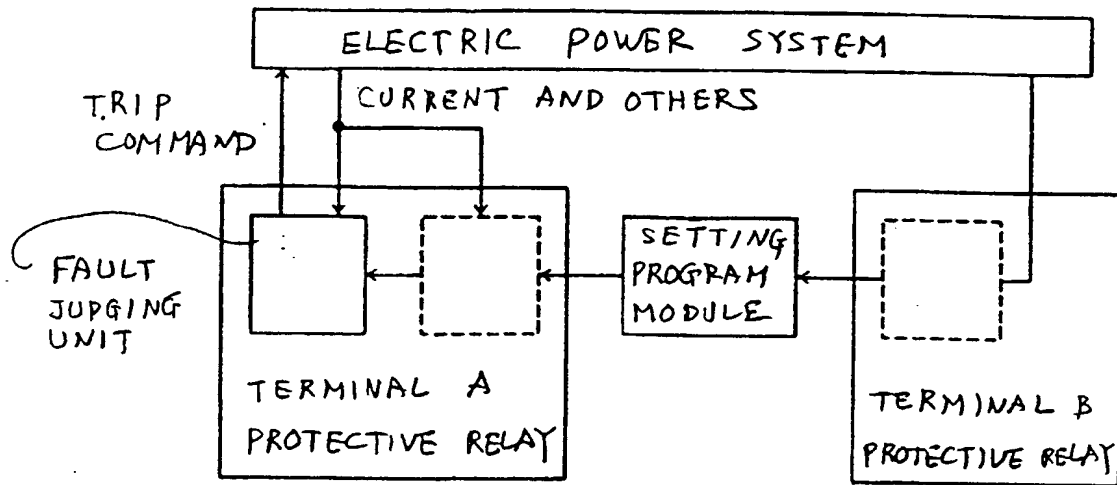 ELECTRIC POWER SYSTEM
T.RIP
COMMAND
CURRENT AND OTHERS
FAULT
JUPGING
UNIT
SETTING
PROGRAM
MODULE
TERMINAL A
PROTECTIVE RELAY
TERMINAL B
PROTECTIVE RELAY